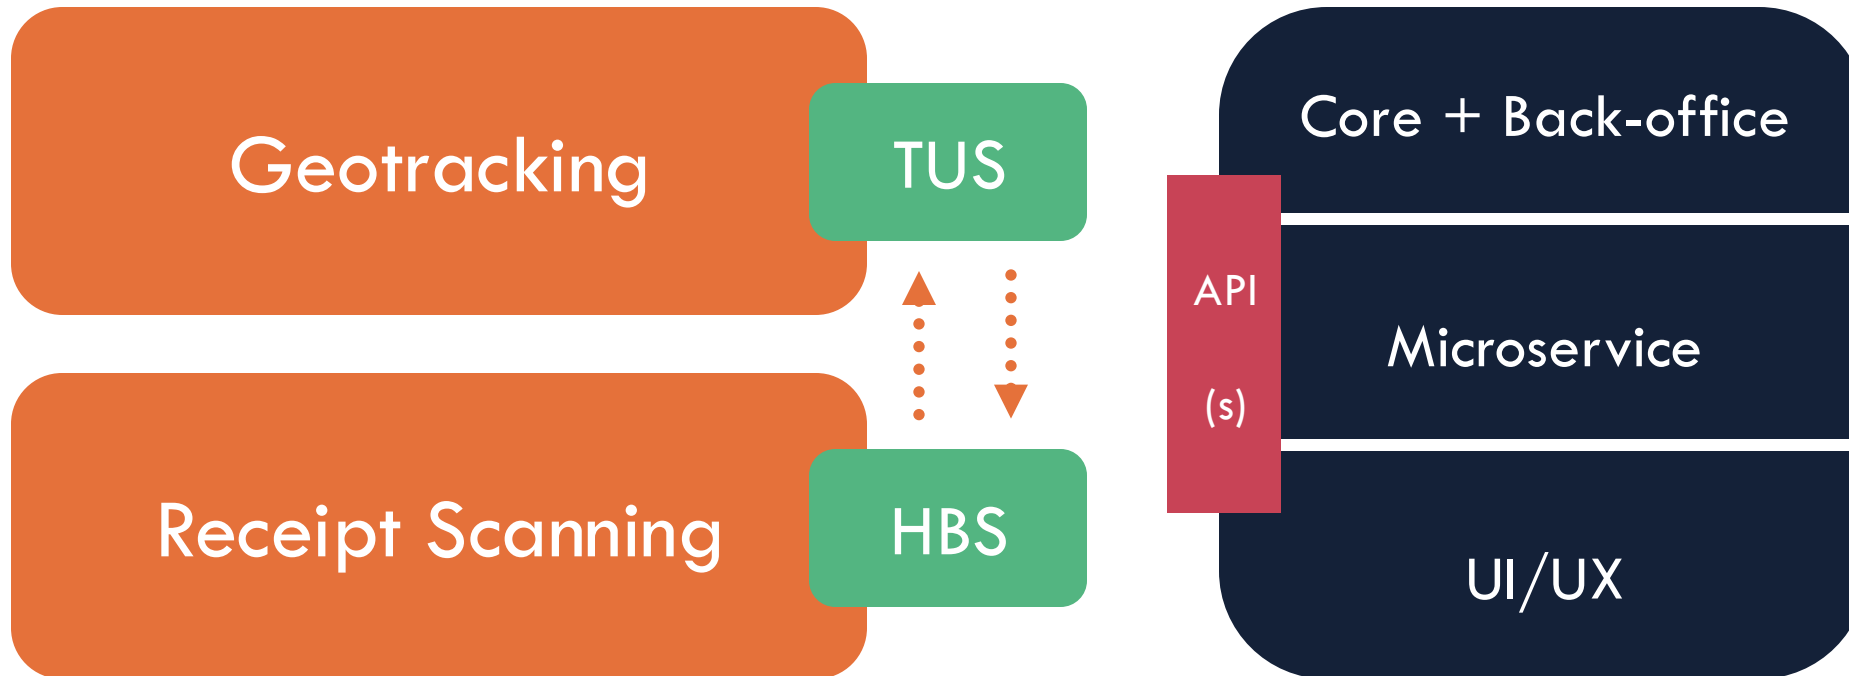 Geotracking
TUS
Receipt Scanning
HBS
API
(s)
Core + Back-office
Microservice
UI/UX